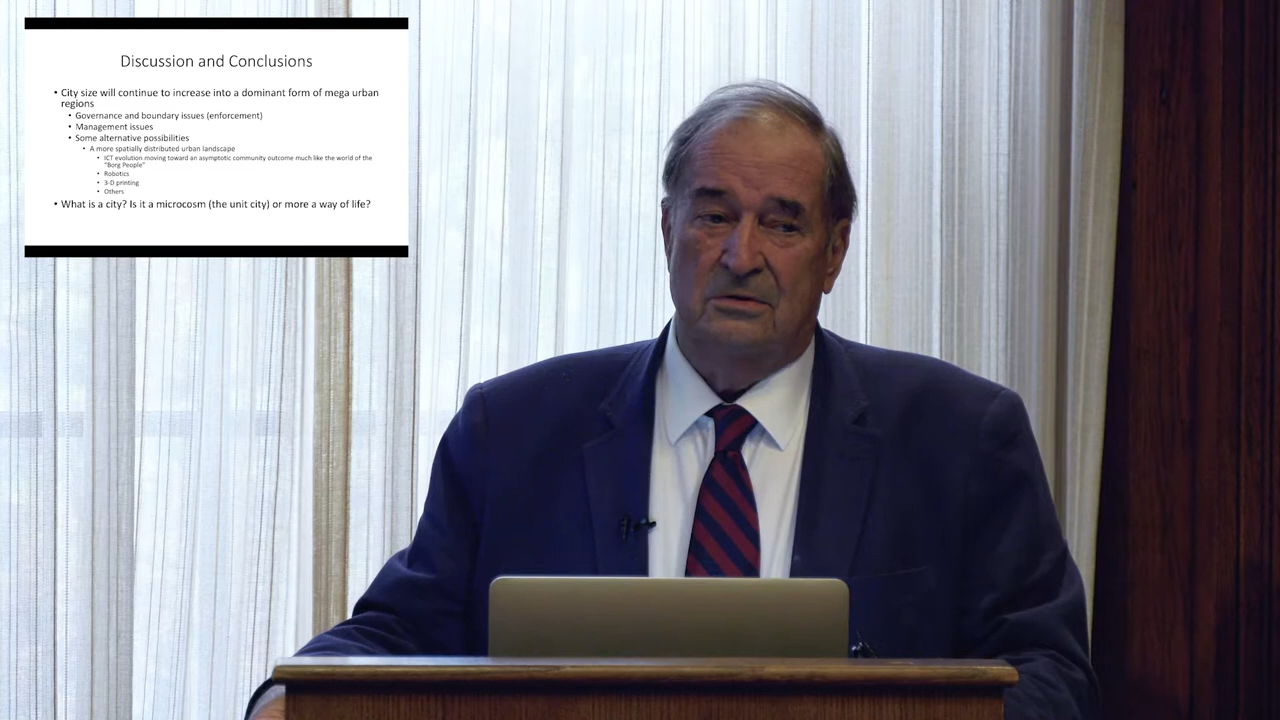 Discussion and Conclusions
• City size will continue to increase into a dominant form of mega urban
regions
• Governance and boundary issues (enforcement)
• Management issues
• Some alternative possibilities
• A more spatially distributed urban landscape
• ICT evolution moving toward an asymptotic community outcome much like the world of the
"Borg People"
• Robotics
• 3-D printing
• Others
• What is a city? Is it a microcosm (the unit city) or more a way of life?